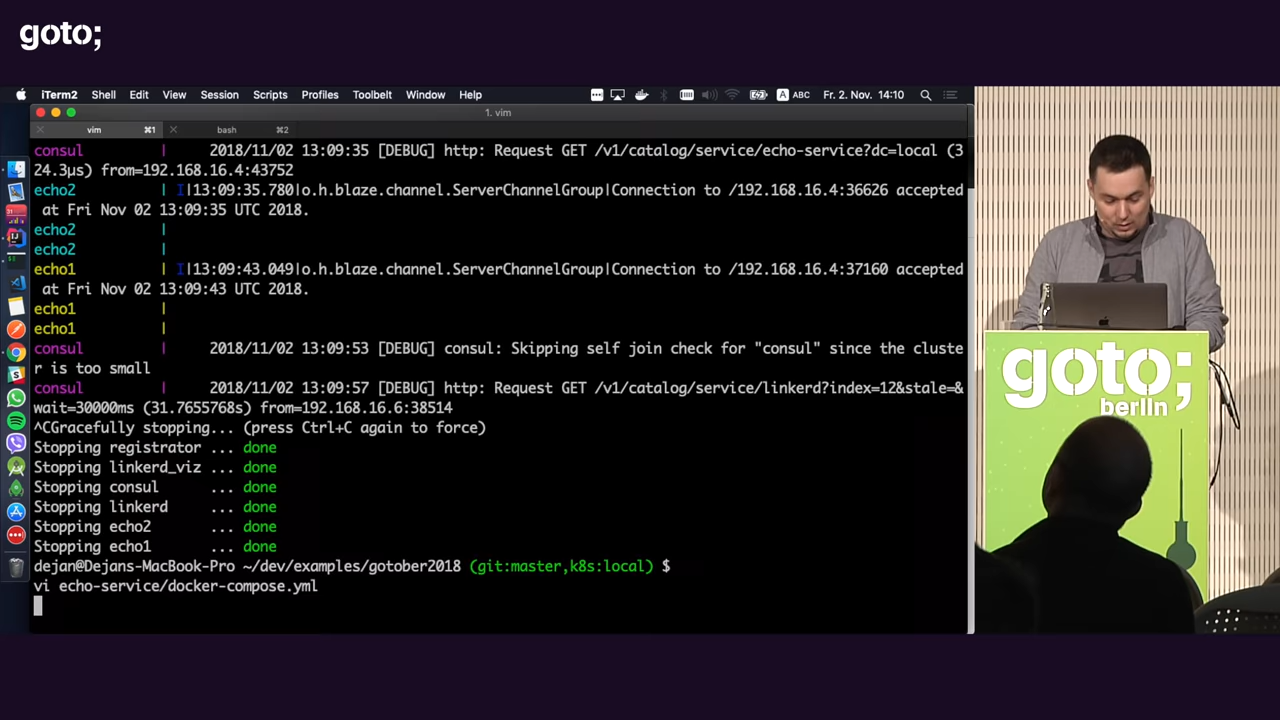 goto;
iTerm2 Shell Edit View Session Scripts Profiles Toolbelt Window Help A ABC Fr. 2. Nov. 14:10
1. vim
vim ⌘1 bash ⌘2
consul | 2018/11/02 13:09:35 [DEBUG] http: Request GET /v1/catalog/service/echo-service?dc=local (3
24.3µs) from=192.168.16.4:43752
echo2 | I|13:09:35.780|o.h.blaze.channel.ServerChannelGroup|Connection to /192.168.16.4:36626 accepted
at Fri Nov 02 13:09:35 UTC 2018.
echo2 |
echo2 |
echo1 | I|13:09:43.049|o.h.blaze.channel.ServerChannelGroup|Connection to /192.168.16.4:37160 accepted
at Fri Nov 02 13:09:43 UTC 2018.
echo1 |
echo1 |
consul | 2018/11/02 13:09:53 [DEBUG] consul: Skipping self join check for "consul" since the cluste
r is too small
consul | 2018/11/02 13:09:57 [DEBUG] http: Request GET /v1/catalog/service/linkerd?index=12&stale=&
wait=30000ms (31.7655768s) from=192.168.16.6:38514
^CGracefully stopping... (press Ctrl+C again to force)
Stopping registrator ... done
Stopping linkerd_viz ... done
Stopping consul ... done
Stopping linkerd ... done
Stopping echo2 ... done
Stopping echo1 ... done
dejan@Dejans-MacBook-Pro ~/dev/examples/gotober2018 (git:master,k8s:local) $
vi echo-service/docker-compose.yml
goto;
berlin